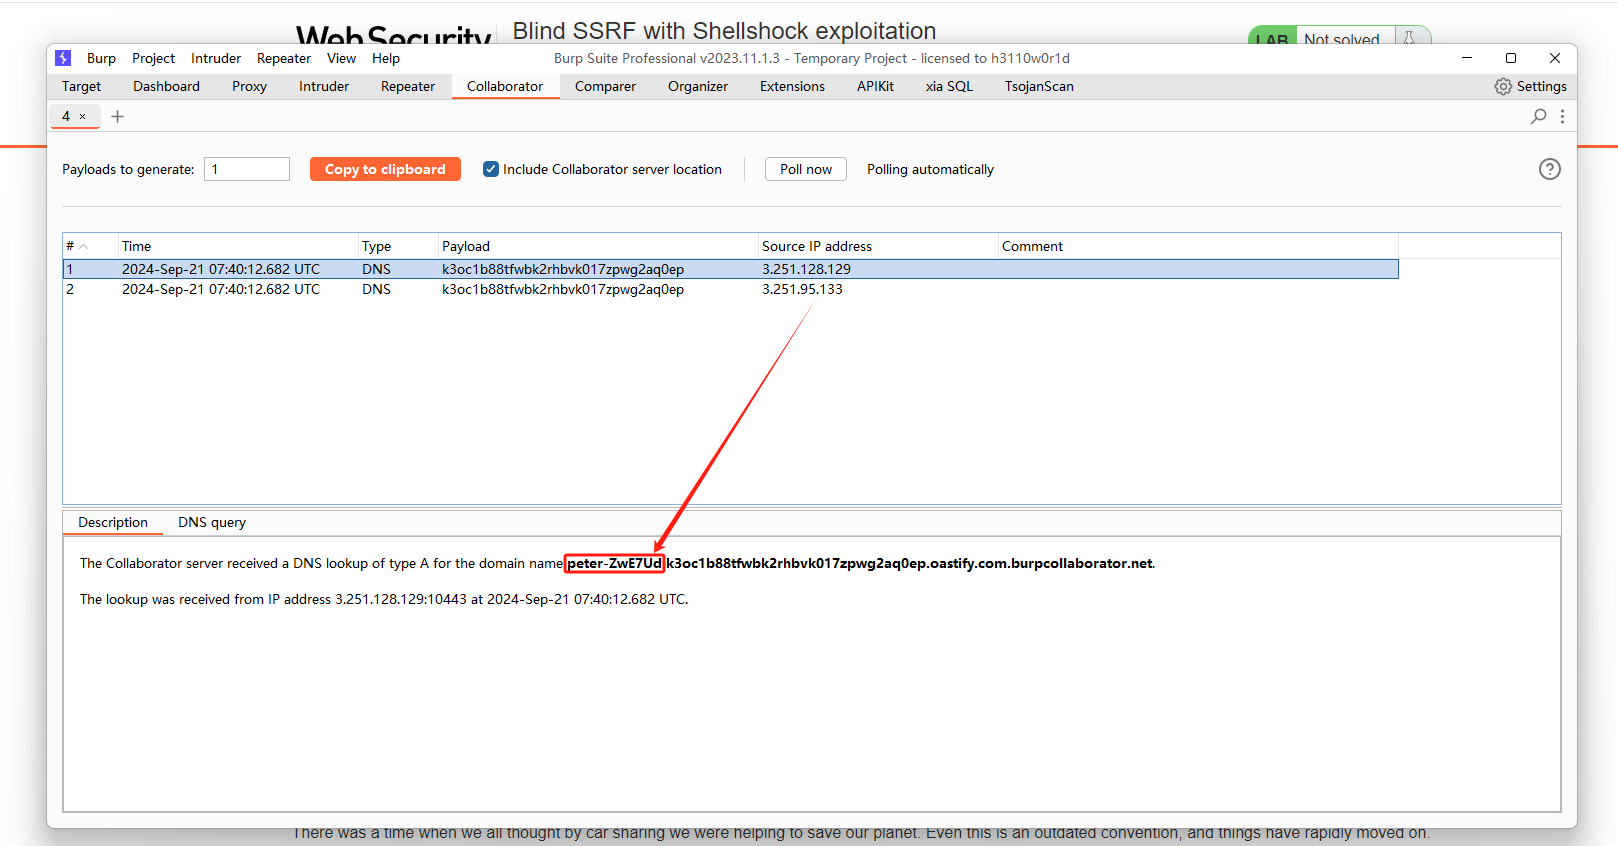 WebSecurity
Blind SSRF with Shellshock exploitation
LAB Not solved
Burp Project Intruder Repeater View Help
Burp Suite Professional v2023.11.1.3 - Temporary Project - licensed to h3110w0r1d
Target Dashboard Proxy Intruder Repeater Collaborator Comparer Organizer Extensions APIKit xia SQL TsojanScan Settings
4 × +
Payloads to generate: 1 Copy to clipboard Include Collaborator server location Poll now Polling automatically ?
# Time Type Payload Source IP address Comment
1 2024-Sep-21 07:40:12.682 UTC DNS k3oc1b88tfwbk2rhbvk017zpwg2aq0ep 3.251.128.129
2 2024-Sep-21 07:40:12.682 UTC DNS k3oc1b88tfwbk2rhbvk017zpwg2aq0ep 3.251.95.133
Description DNS query
The Collaborator server received a DNS lookup of type A for the domain name peter-ZwE7Ud.k3oc1b88tfwbk2rhbvk017zpwg2aq0ep.oastify.com.burpcollaborator.net.
The lookup was received from IP address 3.251.128.129:10443 at 2024-Sep-21 07:40:12.682 UTC.
There was a time when we all thought by car sharing we were helping to save our planet. Even this is an outdated convention, and things have rapidly moved on.